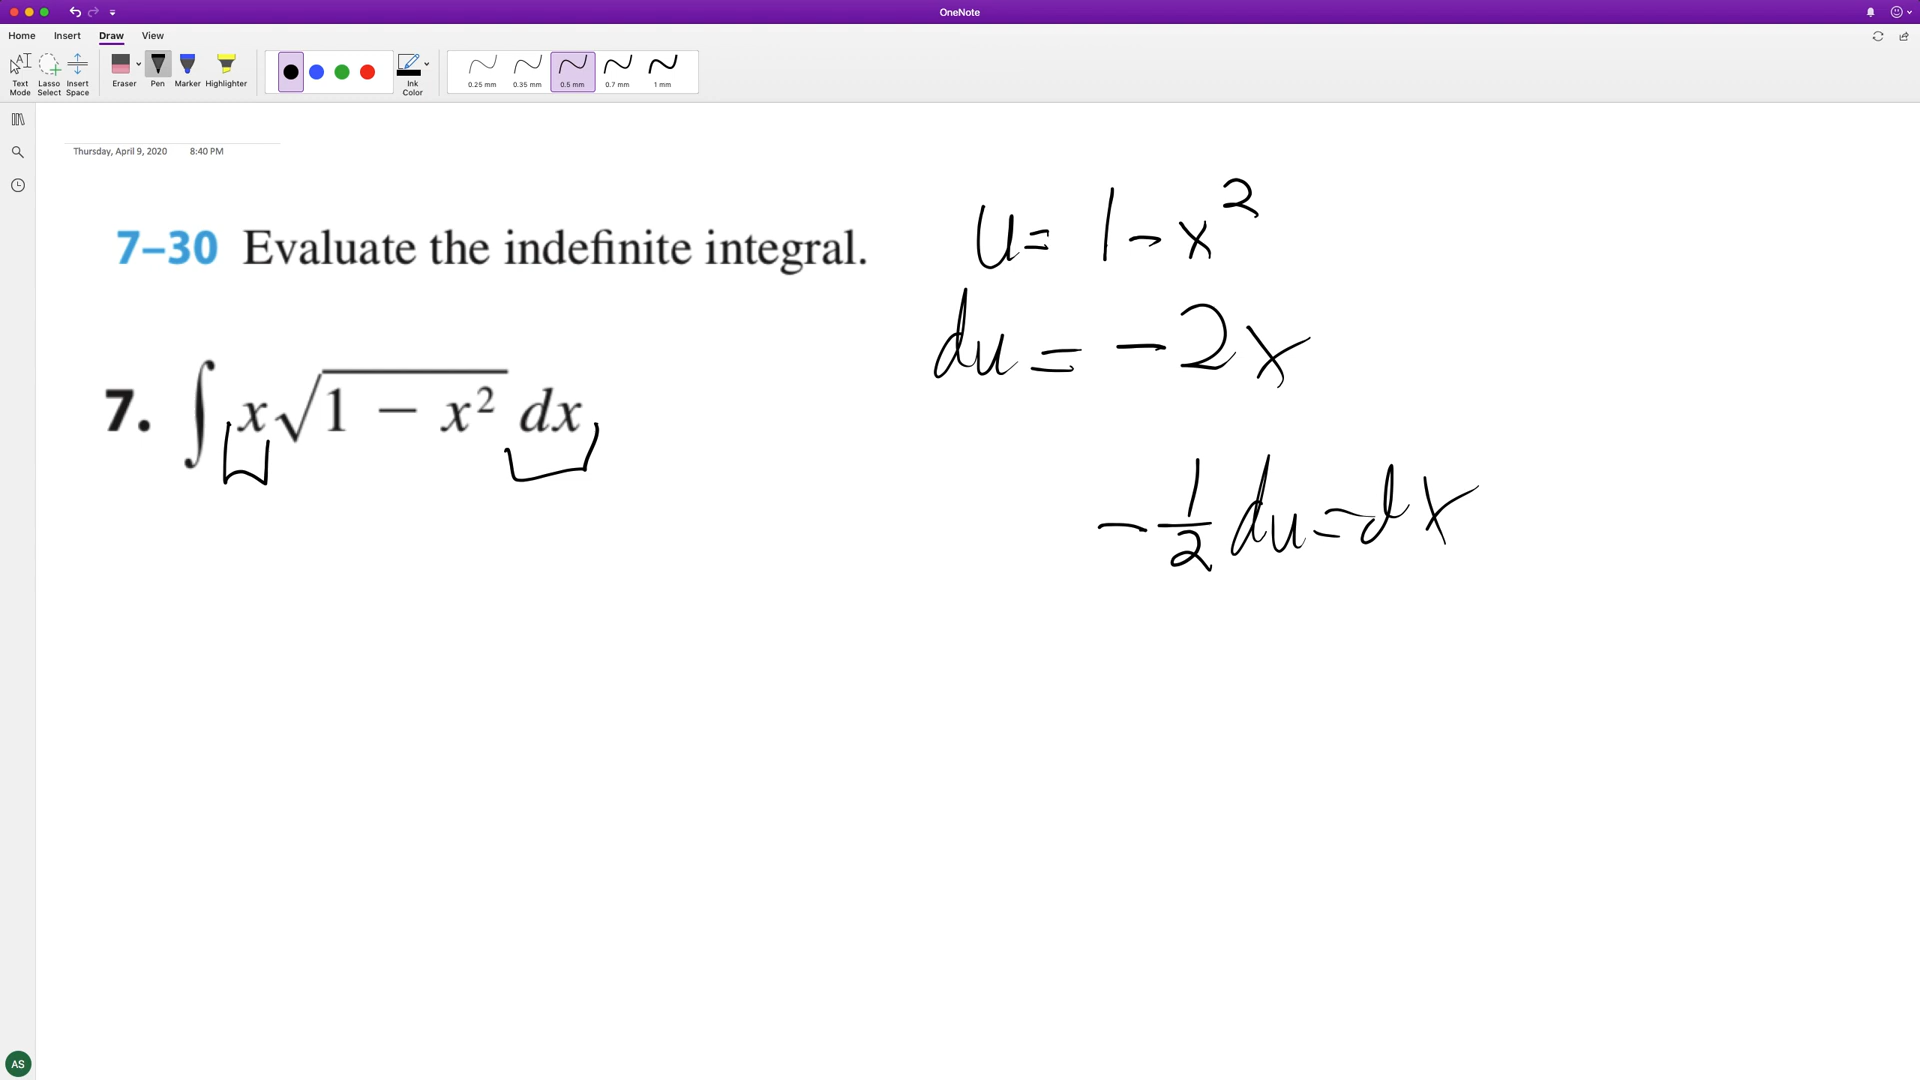 OneNote
Home Insert Draw View
Text Mode Lasso Select Insert Space Eraser Pen Marker Highlighter Ink Color 0.25 mm 0.35 mm 0.5 mm 0.7 mm 1 mm
Thursday, April 9, 2020 8:40 PM
7–30 Evaluate the indefinite integral.
7. ∫ x√(1 − x²) dx
u = 1 - x²
du = -2x
-1/2 du = dx
AS